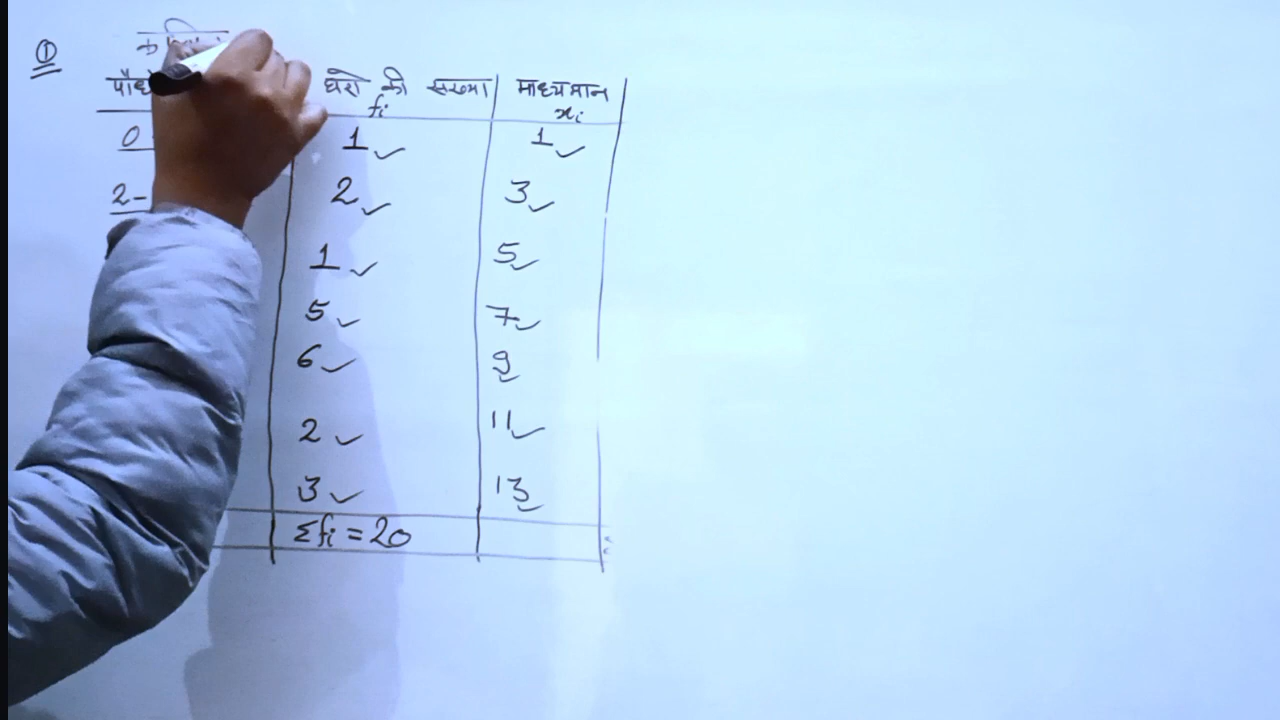 ①
घरो की संख्या माध्यमान
fi xi
0 1 1
2- 2 3
1 5
5 7
6 9
2 11
3 13
Σfi = 20